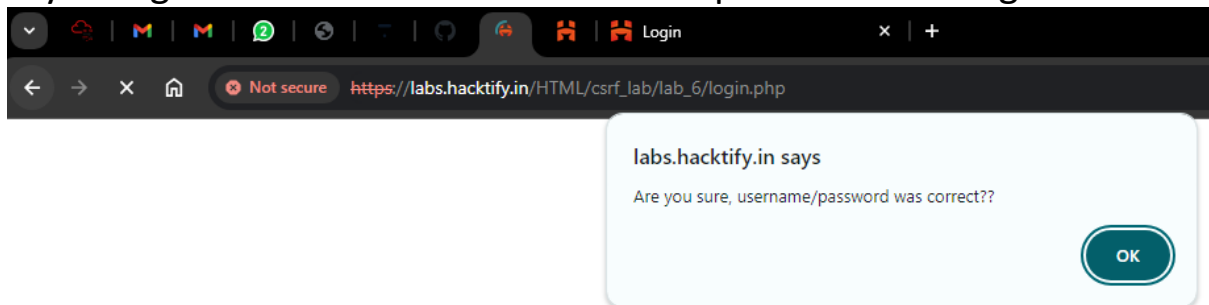 Login
Not secure https://labs.hacktify.in/HTML/csrf_lab/lab_6/login.php
labs.hacktify.in says
Are you sure, username/password was correct??
OK